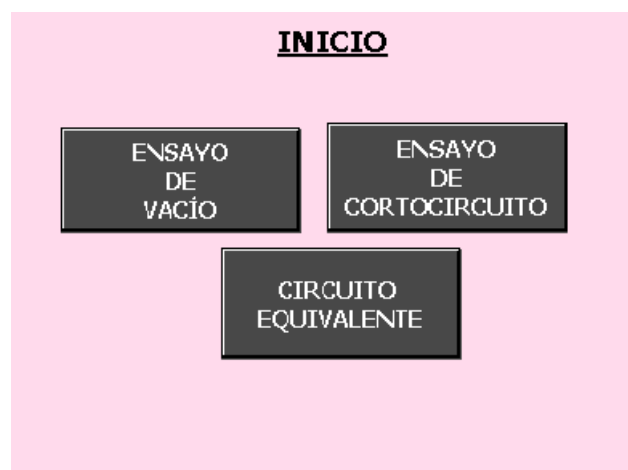 INICIO
ENSAYO
DE
VACÍO
ENSAYO
DE
CORTOCIRCUITO
CIRCUITO
EQUIVALENTE